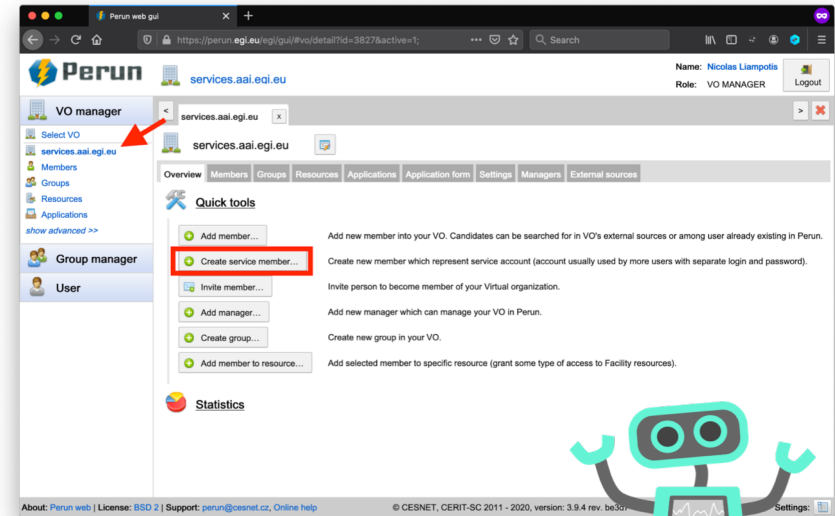 Perun web gui
https://perun.egi.eu/egi/gui/#vo/detail?id=3827&active=1;
Search
Perun
services.aai.egi.eu
Name: Nicolas Liampotis
Role: VO MANAGER
Logout
VO manager
Select VO
services.aai.egi.eu
Members
Groups
Resources
Applications
show advanced >>
Group manager
User
< services.aai.egi.eu x >
services.aai.egi.eu
Overview Members Groups Resources Applications Application form Settings Managers External sources
Quick tools
Add member... Add new member into your VO. Candidates can be searched for in VO's external sources or among user already existing in Perun.
Create service member... Create new member which represent service account (account usually used by more users with separate login and password).
Invite member... Invite person to become member of your Virtual organization.
Add manager... Add new manager which can manage your VO in Perun.
Create group... Create new group in your VO.
Add member to resource... Add selected member to specific resource (grant some type of access to Facility resources).
Statistics
About: Perun web | License: BSD 2 | Support: perun@cesnet.cz, Online help © CESNET, CERIT-SC 2011 - 2020, version: 3.9.4 rev. Settings: